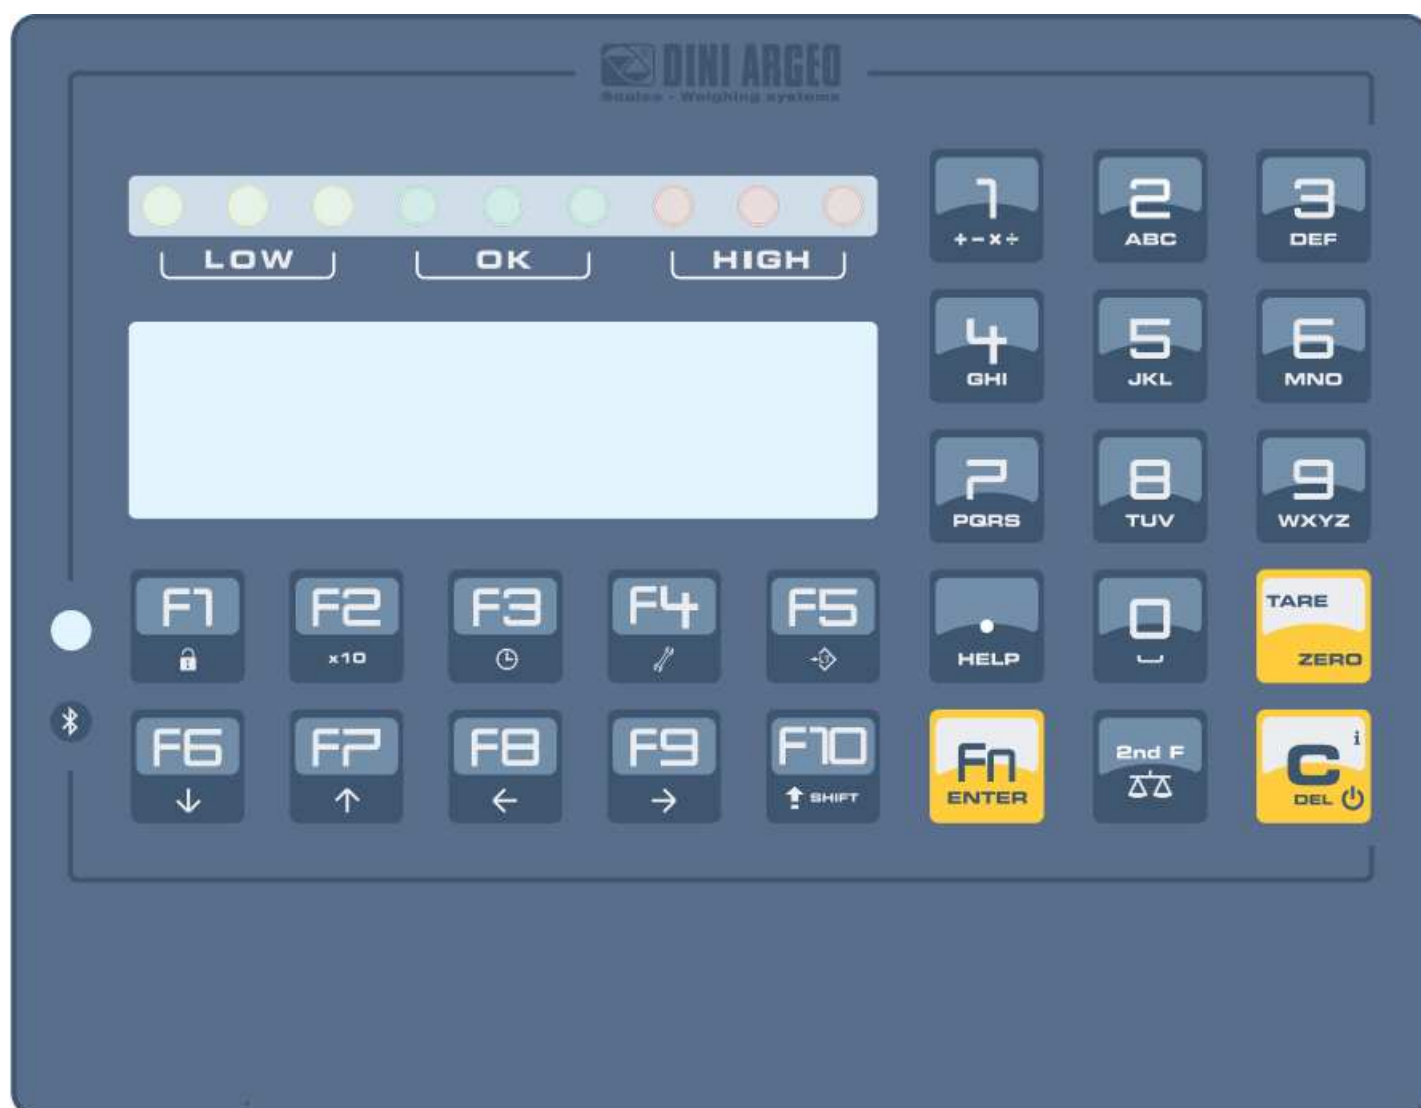 DINI ARGEO
Scales - Weighing systems
LOW OK HIGH
1 2 3
+-x÷ ABC DEF
4 5 6
GHI JKL MNO
7 8 9
PQRS TUV WXYZ
F1 F2 F3 F4 F5 . 0 TARE
x10 HELP ZERO
F6 F7 F8 F9 F10 Fn 2nd F C i
SHIFT ENTER DEL